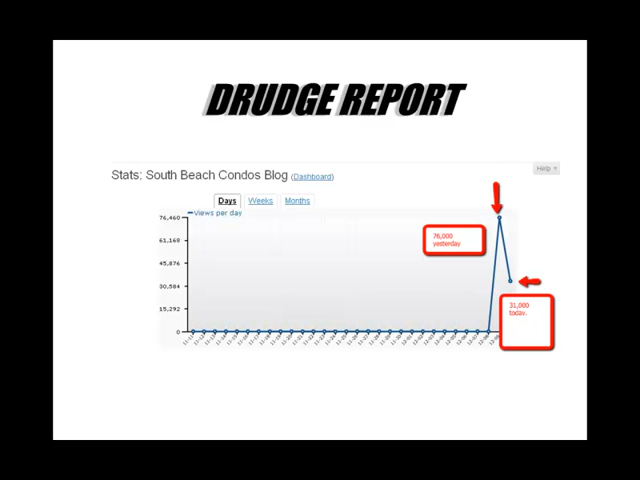 DRUDGE REPORT
Help
Stats: South Beach Condos Blog (Dashboard)
Days Weeks Months
Views per day
76,460
76,000
yesterday
61,168
45,876
30,584
31,000
today.
15,292
0